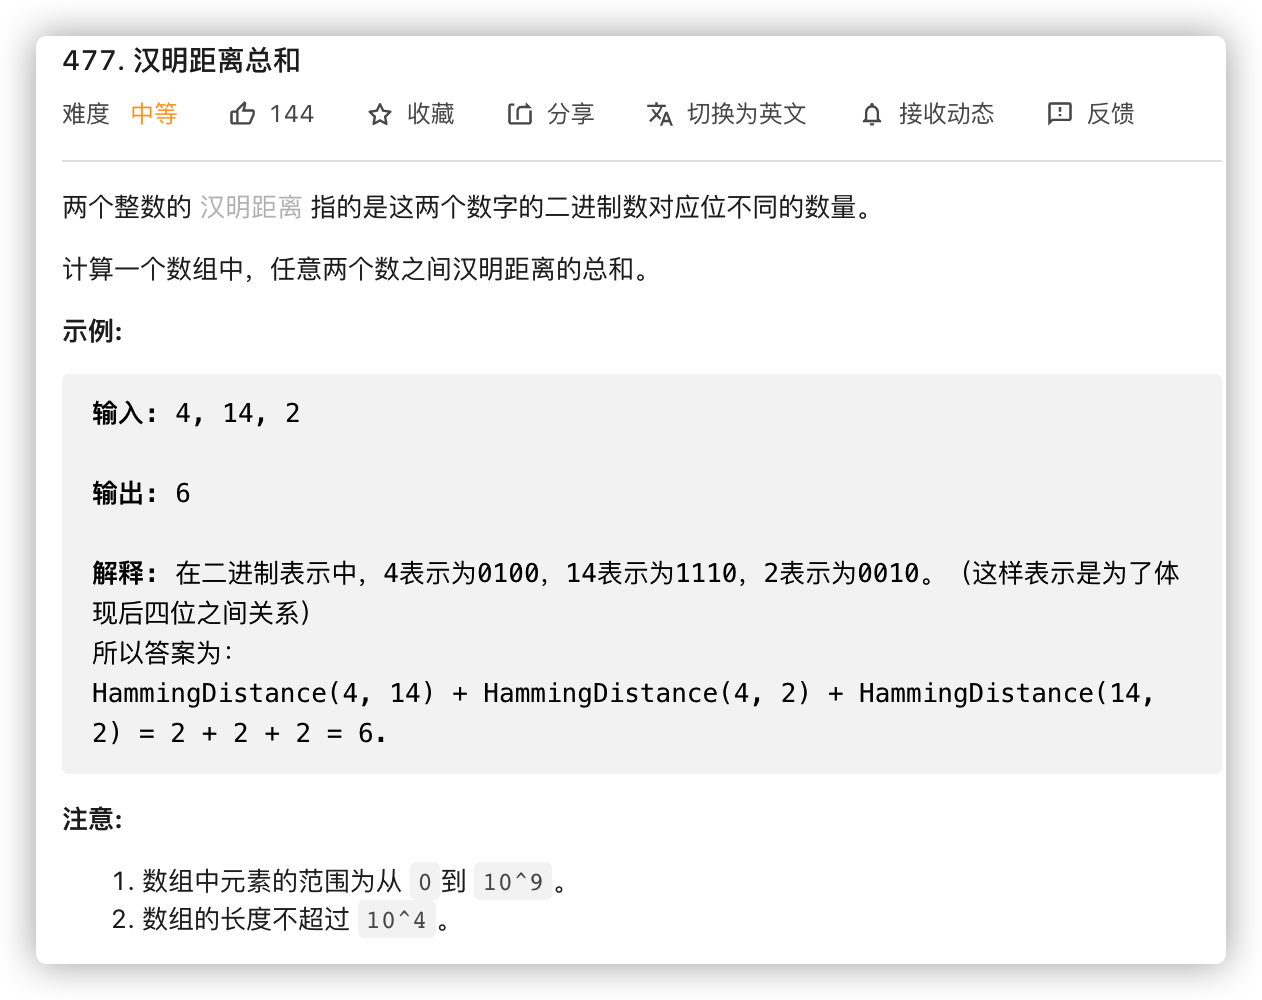 477. 汉明距离总和
难度 中等 144 收藏 分享 切换为英文 接收动态 反馈
两个整数的 汉明距离 指的是这两个数字的二进制数对应位不同的数量。
计算一个数组中，任意两个数之间汉明距离的总和。
示例:
输入: 4, 14, 2
输出: 6
解释: 在二进制表示中，4表示为0100，14表示为1110，2表示为0010。（这样表示是为了体
现后四位之间关系）
所以答案为：
HammingDistance(4, 14) + HammingDistance(4, 2) + HammingDistance(14,
2) = 2 + 2 + 2 = 6.
注意:
1. 数组中元素的范围为从 0到 10^9。
2. 数组的长度不超过 10^4。